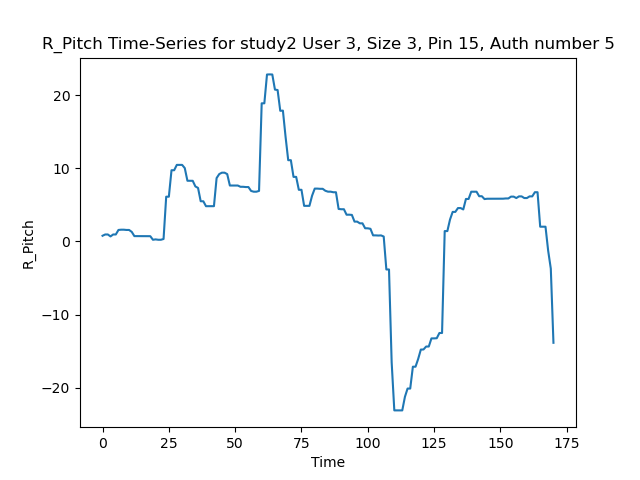 R_Pitch Time-Series for study2 User 3, Size 3, Pin 15, Auth number 5
R_Pitch
20
10
0
−10
−20
0 25 50 75 100 125 150 175
Time